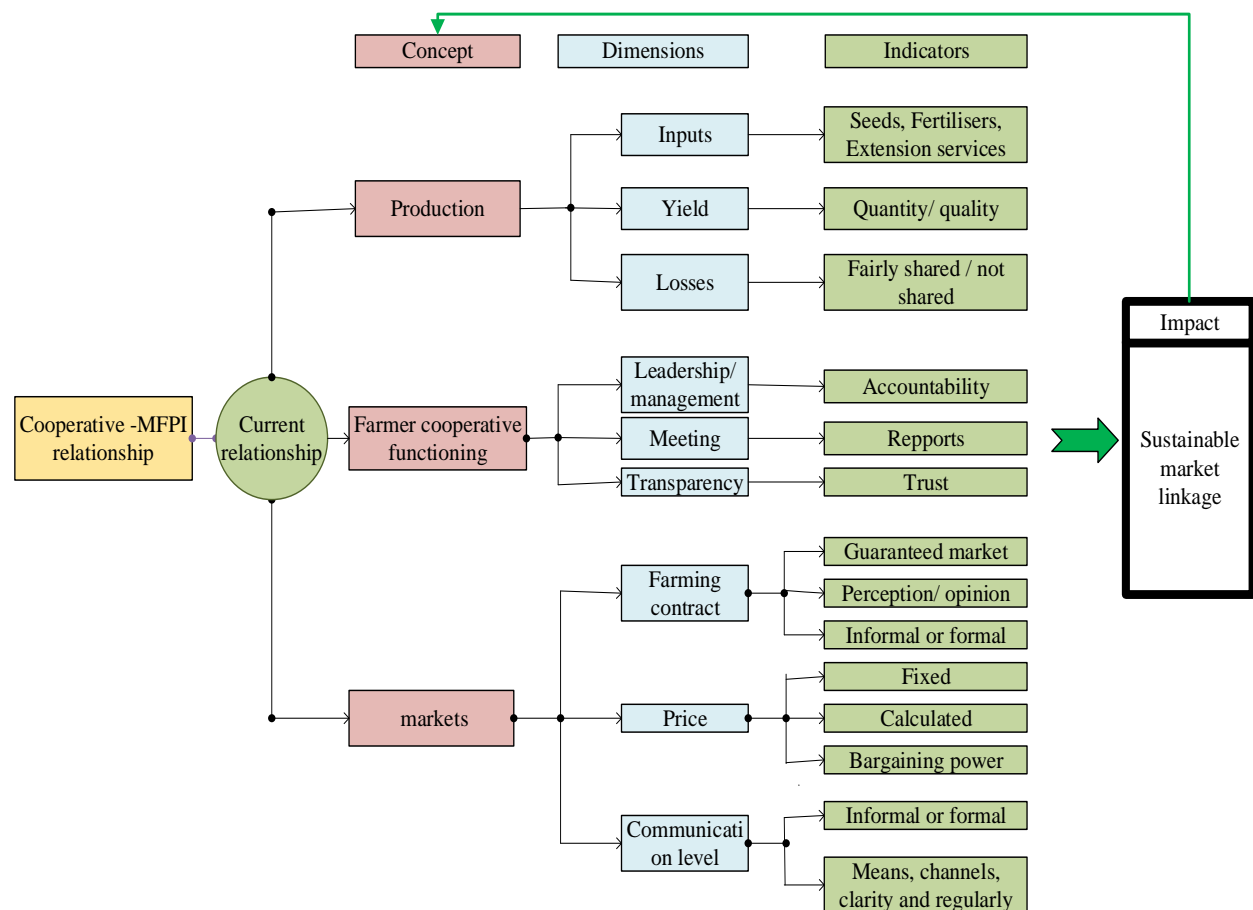 Concept
Dimensions
Indicators
Inputs
Seeds, Fertilisers,
Extension services
Production
Yield
Quantity/ quality
Losses
Fairly shared / not
shared
Impact
Sustainable
market
linkage
Cooperative -MFPI
relationship
Current
relationship
Farmer cooperative
functioning
Leadership/
management
Accountability
Meeting
Repports
Transparency
Trust
markets
Farming
contract
Guaranteed market
Perception/ opinion
Informal or formal
Price
Fixed
Calculated
Bargaining power
Communicati
on level
Informal or formal
Means, channels,
clarity and regularly